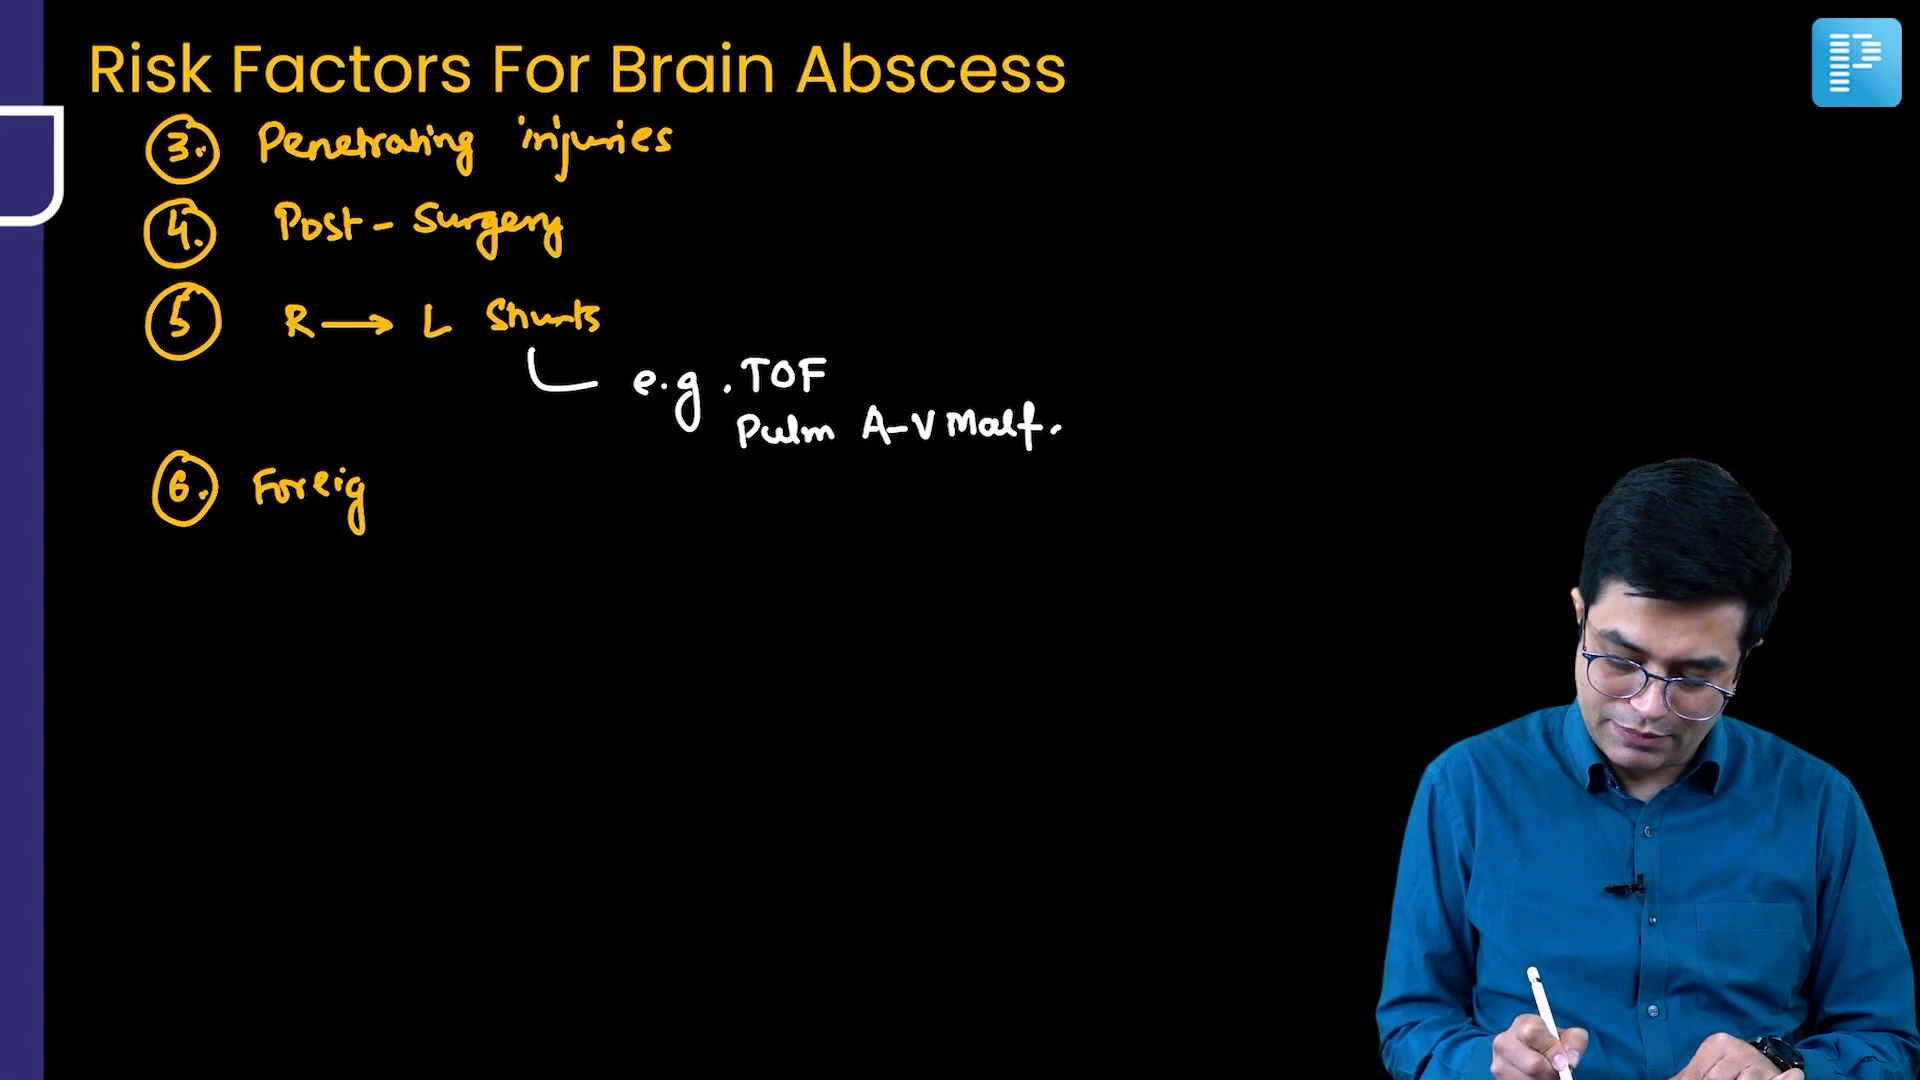 Risk Factors For Brain Abscess
3. Penetrating injuries
4. Post-Surgery
5 R → L Shunts
e.g. TOF
Pulm A-V Malf.
6. Foreig
P